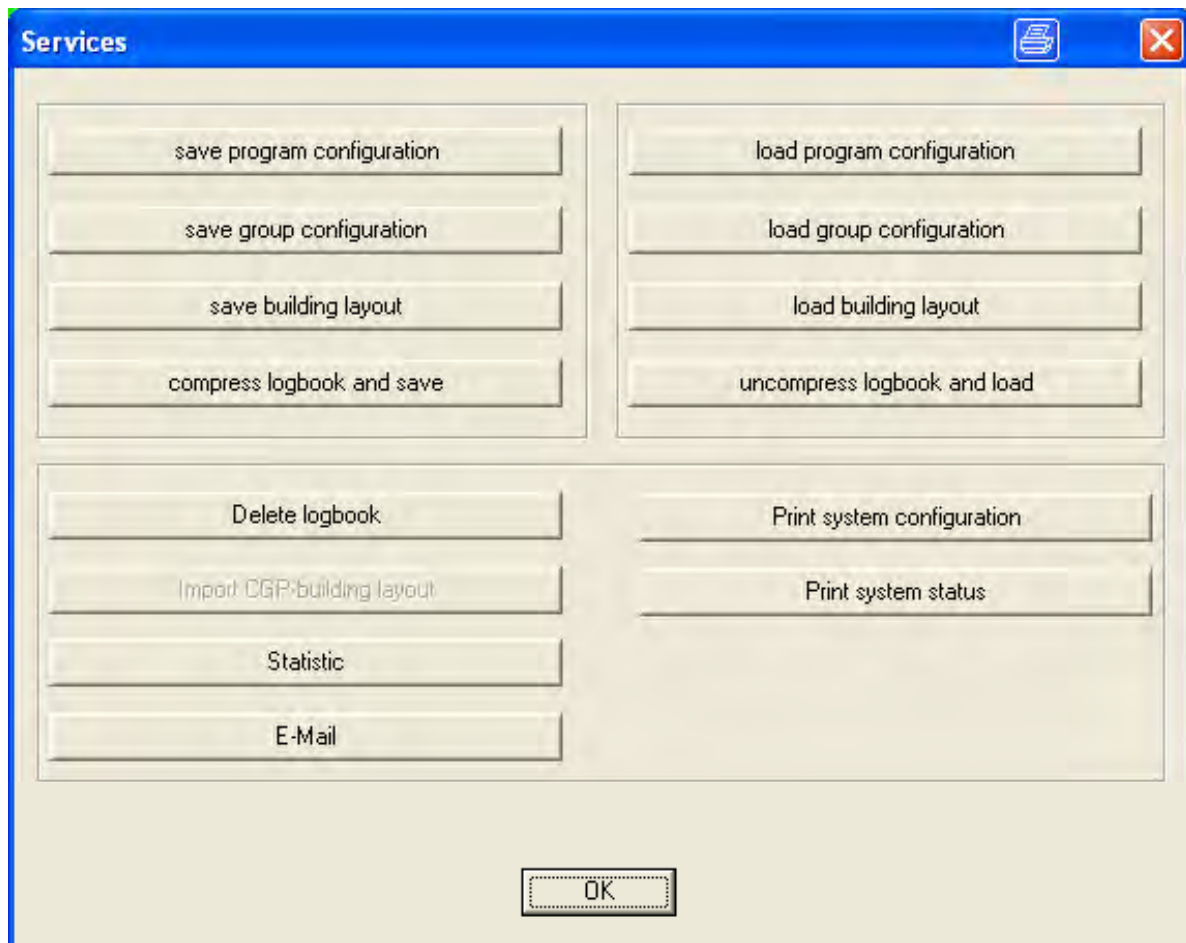 Services
save program configuration
load program configuration
save group configuration
load group configuration
save building layout
load building layout
compress logbook and save
uncompress logbook and load
Delete logbook
Print system configuration
Import CGP-building layout
Print system status
Statistic
E-Mail
OK